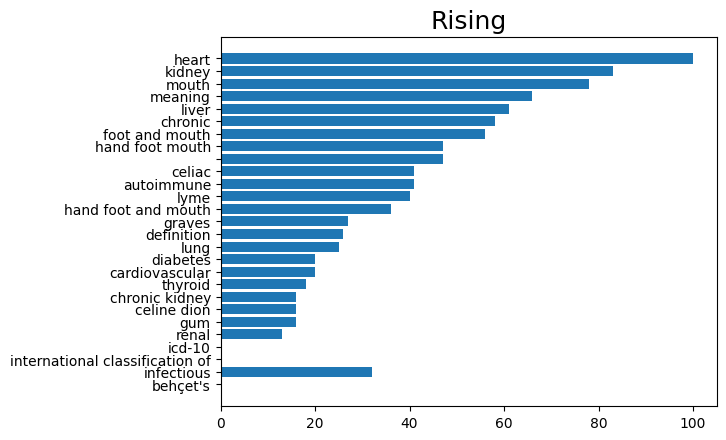 Rising
heart
kidney
mouth
meaning
liver
chronic
foot and mouth
hand foot mouth
celiac
autoimmune
lyme
hand foot and mouth
graves
definition
lung
diabetes
cardiovascular
thyroid
chronic kidney
celine dion
gum
renal
icd-10
international classification of
infectious
behçet's
0 20 40 60 80 100